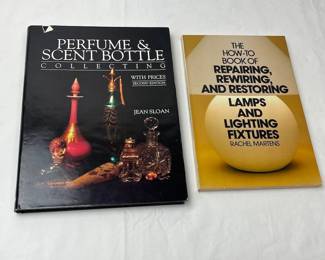 PERFUME &
SCENT BOTTLE
COLLECTING
WITH PRICES
SECOND EDITION
JEAN SLOAN
THE
HOW-TO
BOOK OF
REPAIRING,
REWIRING,
AND RESTORING
LAMPS AND
LIGHTING
FIXTURES
RACHEL MARTENS